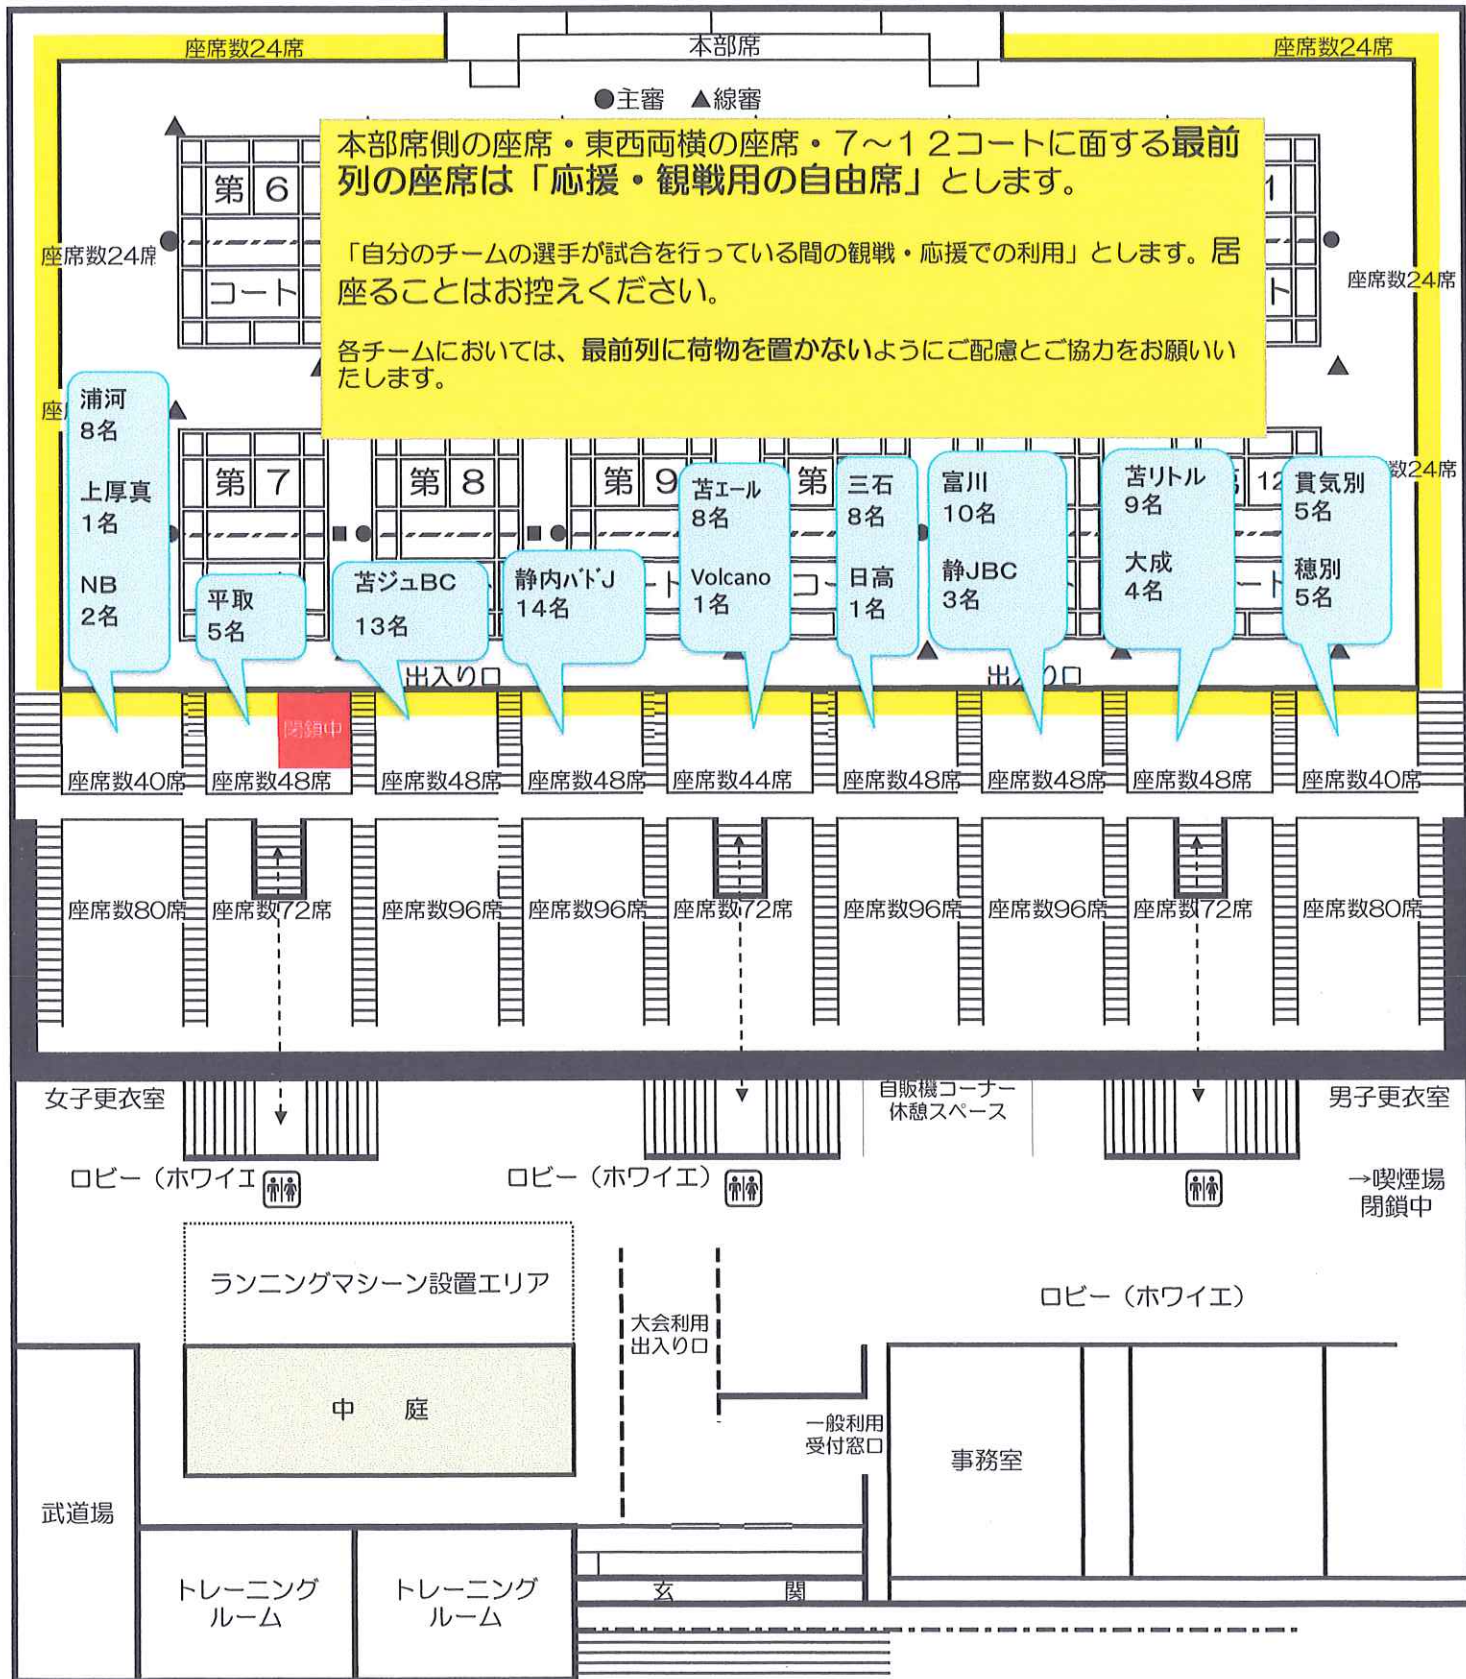 座席数24席
本部席
座席数24席
●主審 ▲線審
本部席側の座席・東西両横の座席・7～12コートに面する最前
列の座席は「応援・観戦用の自由席」とします。
「自分のチームの選手が試合を行っている間の観戦・応援での利用」とします。居
座ることはお控えください。
各チームにおいては、最前列に荷物を置かないようにご配慮とご協力をお願いい
たします。
第6
コート
1
ト
座席数24席
座席数24席
座
数24席
浦河
8名
上厚真
1名
NB
2名
第7
平取
5名
第8
苫ジュBC
13名
静内バドJ
14名
第9
ート
苫エール
8名
Volcano
1名
第
コー
三石
8名
日高
1名
富川
10名
静JBC
3名
苫リトル
9名
大成
4名
12
ート
貫気別
5名
穂別
5名
出入り口
出入り口
閉鎖中
座席数40席
座席数48席
座席数48席
座席数48席
座席数44席
座席数48席
座席数48席
座席数48席
座席数40席
座席数80席
座席数72席
座席数96席
座席数96席
座席数72席
座席数96席
座席数96席
座席数72席
座席数80席
女子更衣室
自販機コーナー
休憩スペース
男子更衣室
ロビー（ホワイエ
ロビー（ホワイエ）
→喫煙場
閉鎖中
ランニングマシーン設置エリア
大会利用
出入り口
ロビー（ホワイエ）
中 庭
一般利用
受付窓口
事務室
武道場
トレーニング
ルーム
トレーニング
ルーム
玄 関